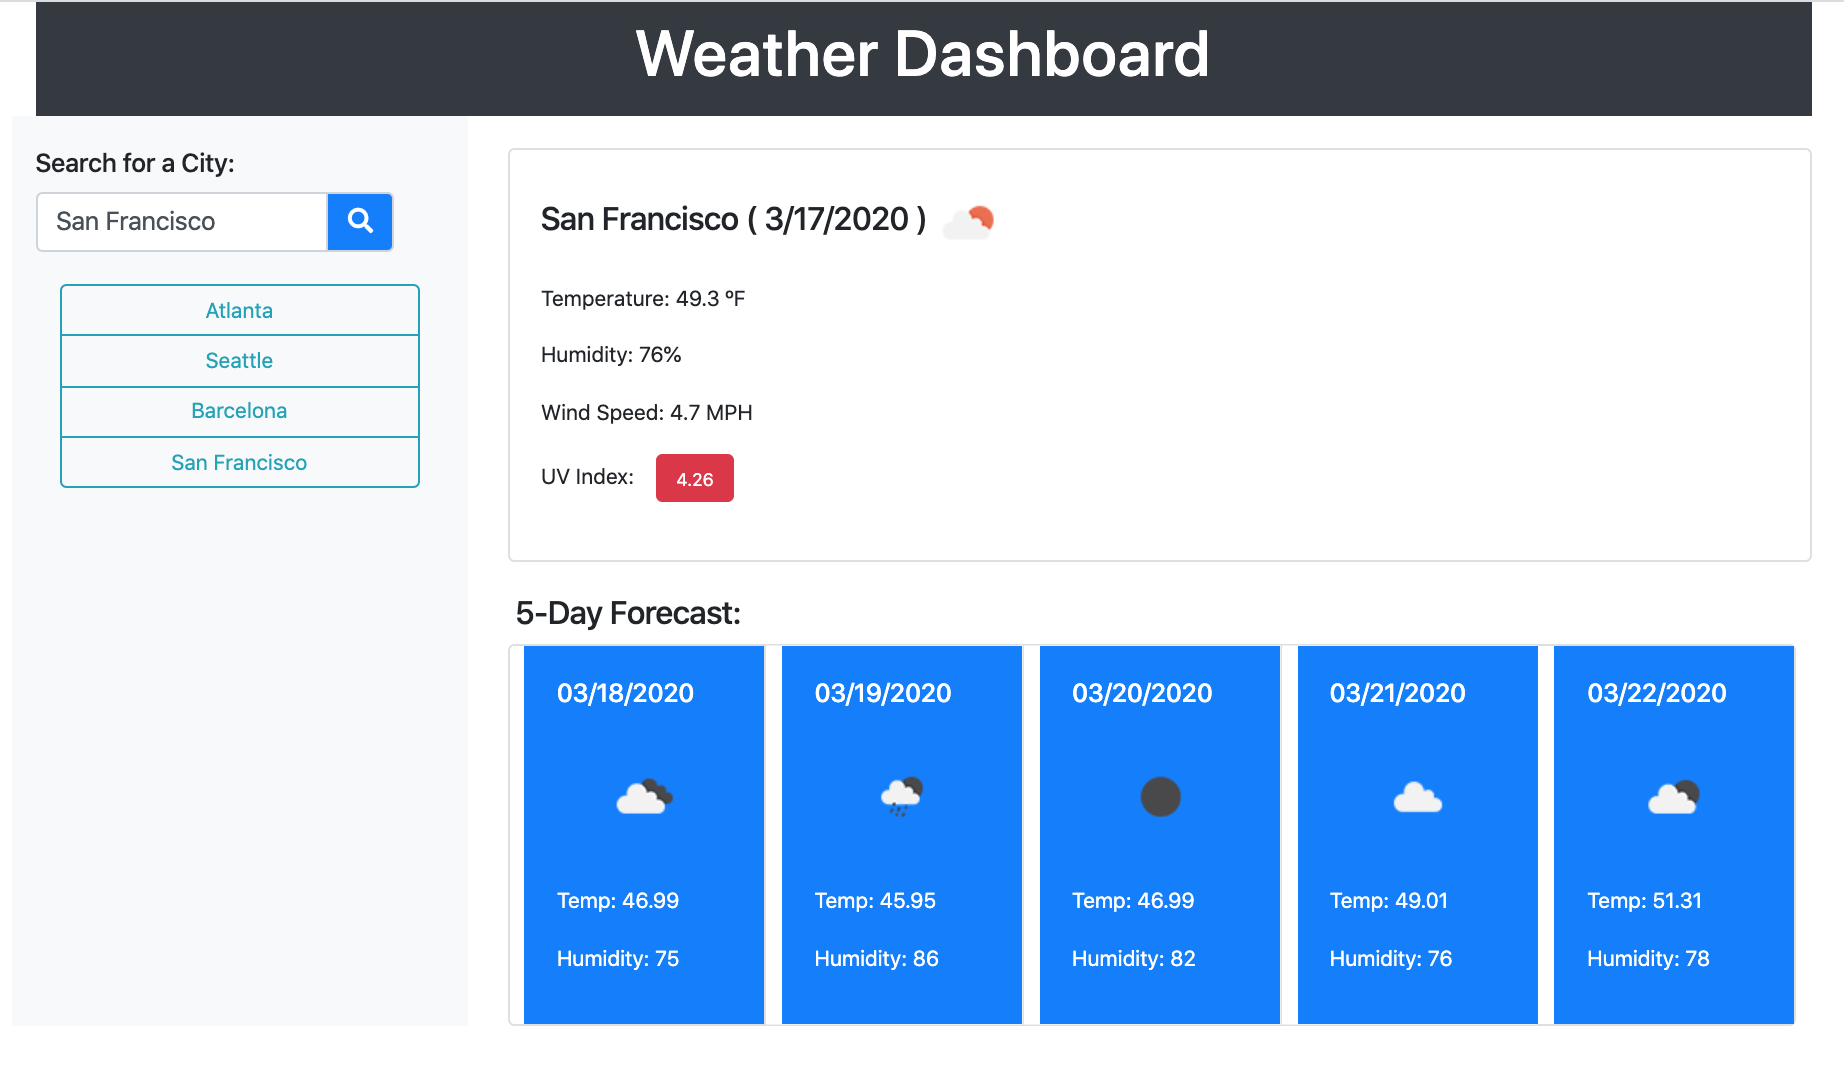 Weather Dashboard
Search for a City:
San Francisco
Atlanta
Seattle
Barcelona
San Francisco
San Francisco ( 3/17/2020 )
Temperature: 49.3 ºF
Humidity: 76%
Wind Speed: 4.7 MPH
UV Index: 4.26
5-Day Forecast:
03/18/2020
Temp: 46.99
Humidity: 75
03/19/2020
Temp: 45.95
Humidity: 86
03/20/2020
Temp: 46.99
Humidity: 82
03/21/2020
Temp: 49.01
Humidity: 76
03/22/2020
Temp: 51.31
Humidity: 78